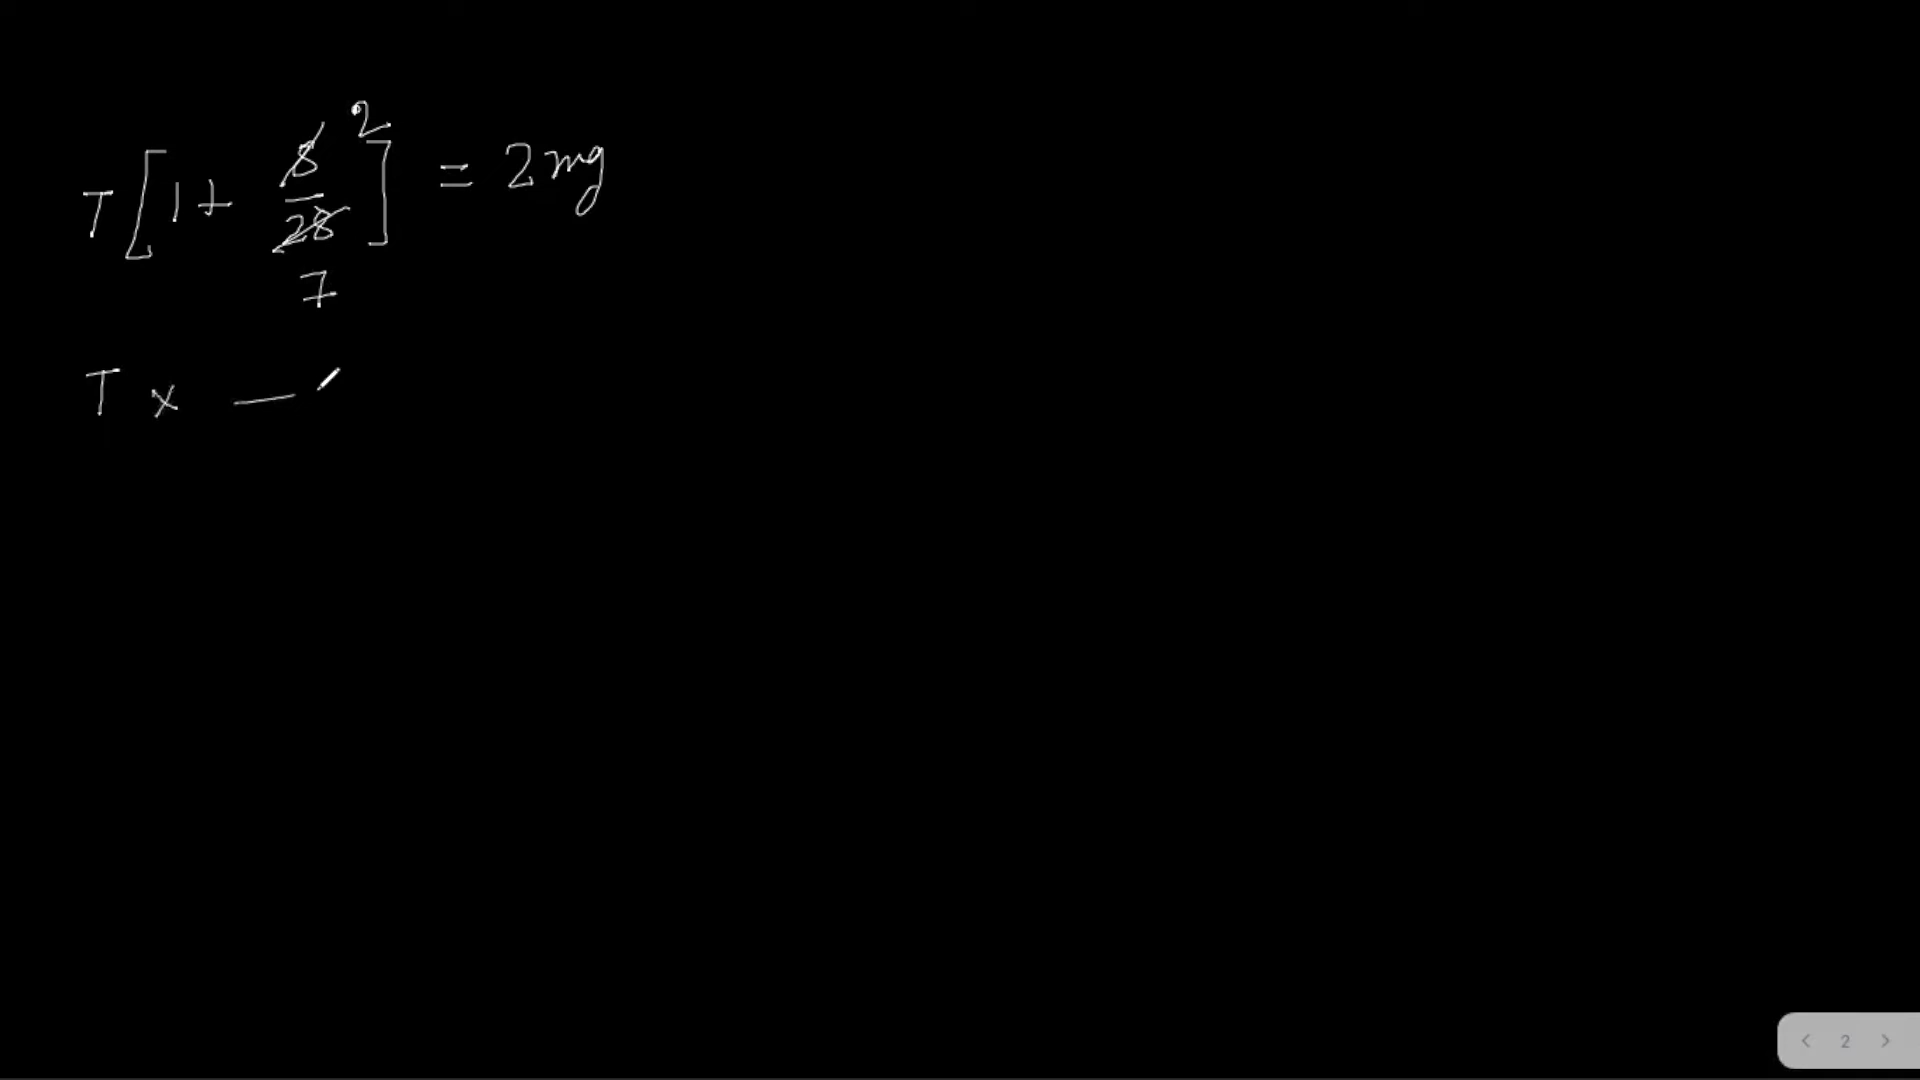 T[1 + 8/28] = 2mg
2
7
T × —
2